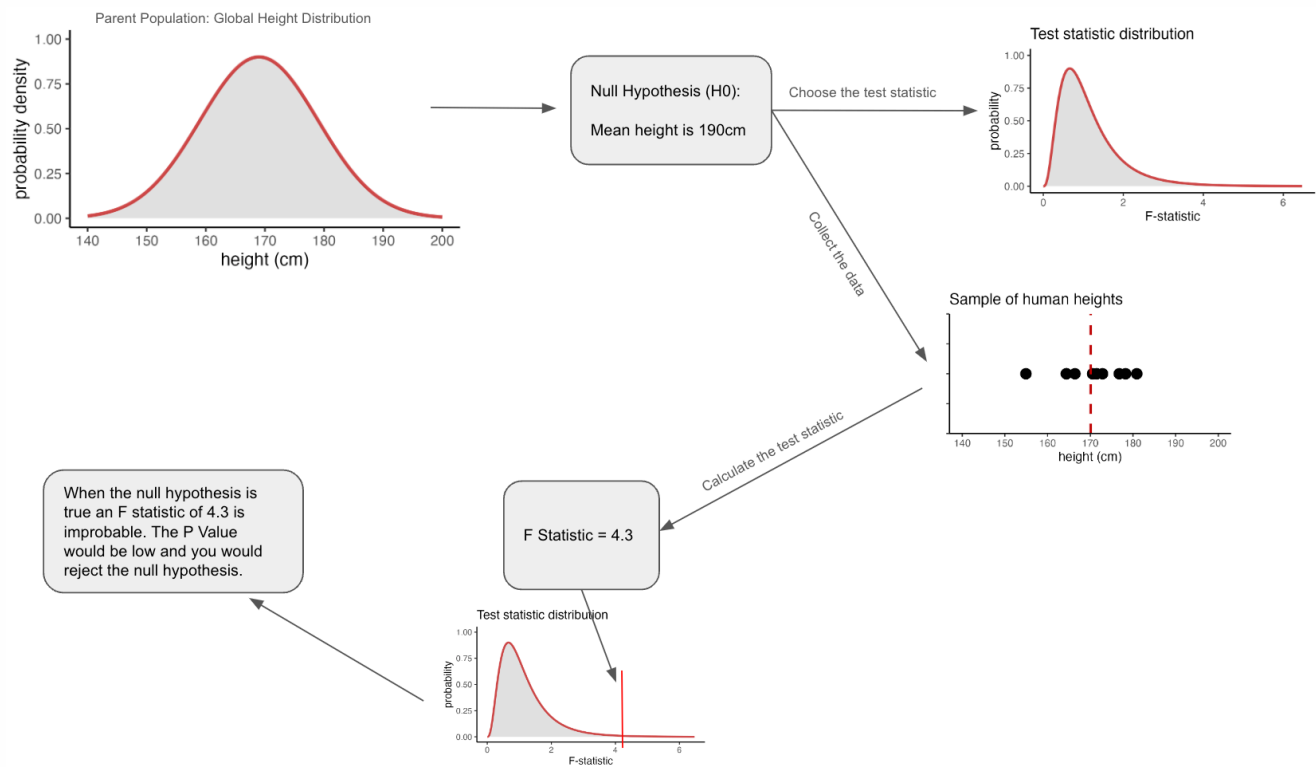 Parent Population: Global Height Distribution
1.00
0.75
0.50
0.25
0.00
probability density
140 150 160 170 180 190 200
height (cm)
Null Hypothesis (H0):
Mean height is 190cm
Choose the test statistic
Test statistic distribution
1.00
0.75
0.50
0.25
0.00
probability
0 2 4 6
F-statistic
Collect the data
Sample of human heights
140 150 160 170 180 190 200
height (cm)
Calculate the test statistic
F Statistic = 4.3
Test statistic distribution
1.00
0.75
0.50
0.25
0.00
probability
0 2 4 6
F-statistic
When the null hypothesis is
true an F statistic of 4.3 is
improbable. The P Value
would be low and you would
reject the null hypothesis.